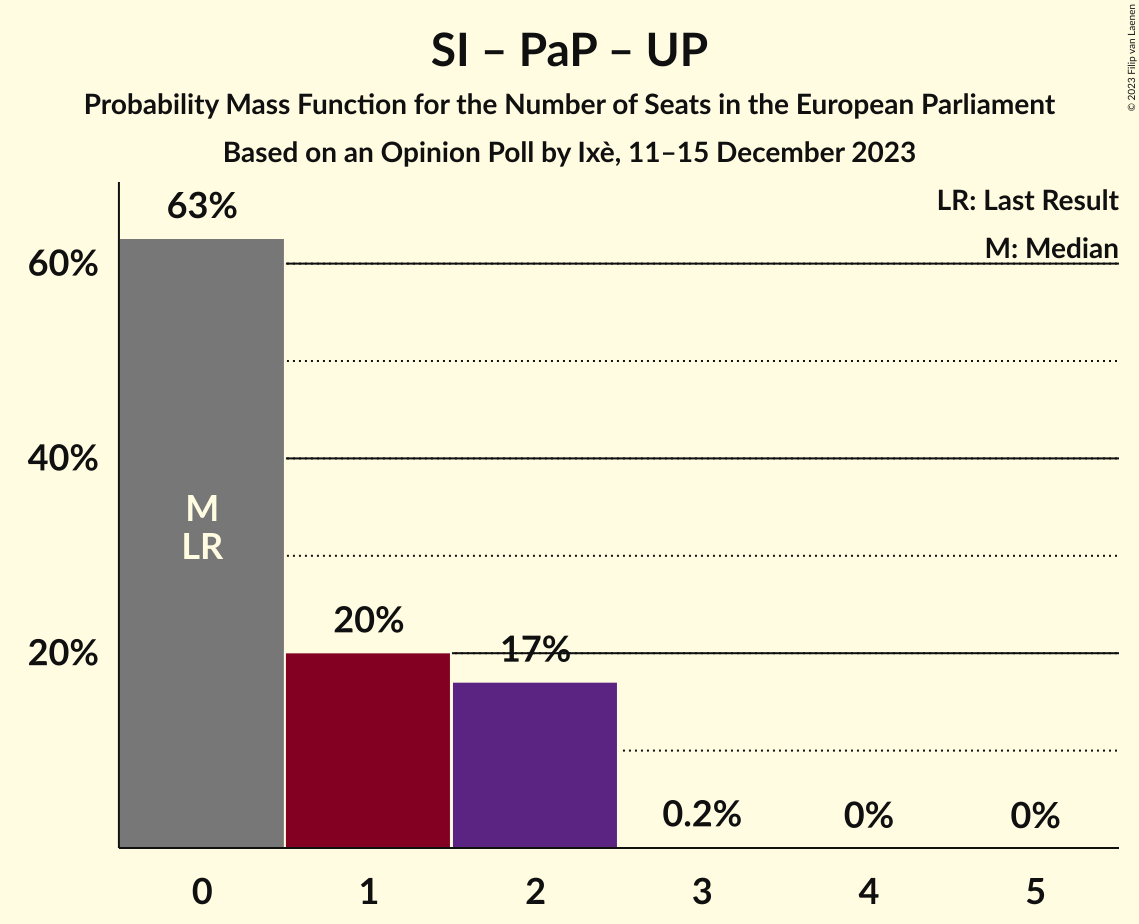 SI – PaP – UP
Probability Mass Function for the Number of Seats in the European Parliament
Based on an Opinion Poll by Ixè, 11–15 December 2023
© 2023 Filip van Laenen
LR: Last Result
M: Median
63%
60%
40%
20%
M
LR
20%
17%
0.2%
0%
0%
0 1 2 3 4 5